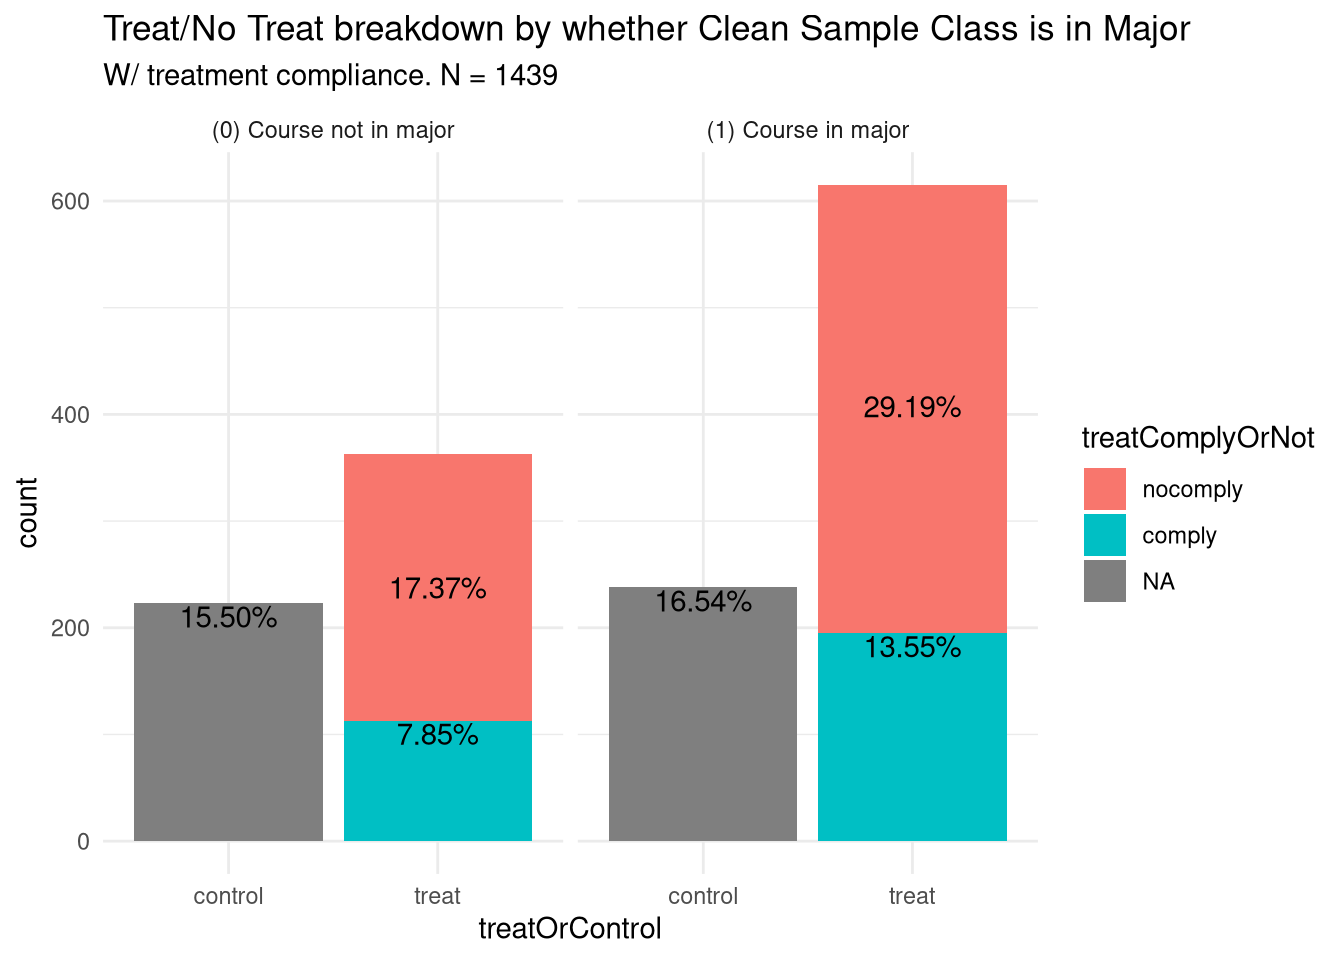 Treat/No Treat breakdown by whether Clean Sample Class is in Major
W/ treatment compliance. N = 1439
(0) Course not in major
(1) Course in major
600
400
200
0
count
15.50%
17.37%
7.85%
16.54%
29.19%
13.55%
control
treat
control
treat
treatOrControl
treatComplyOrNot
nocomply
comply
NA